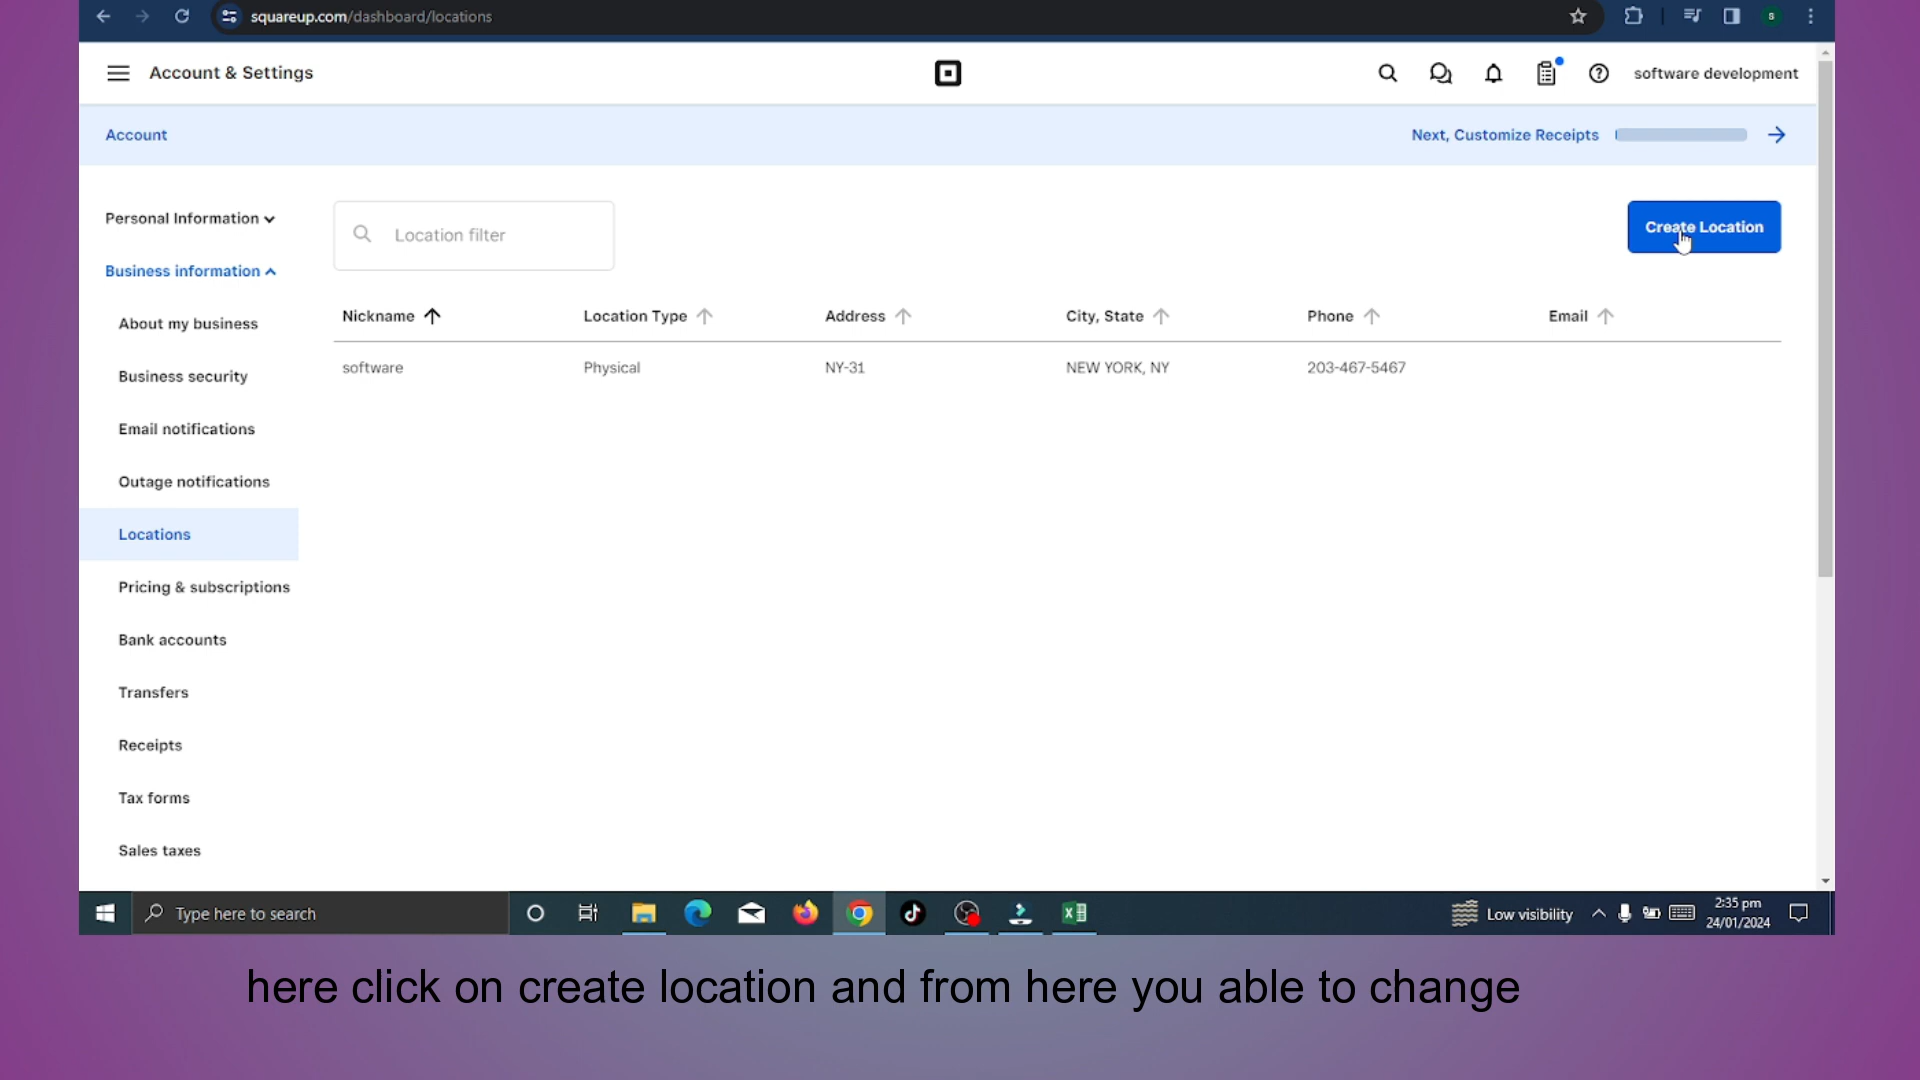 squareup.com/dashboard/locations
s
Account & Settings
software development
Account
Next, Customize Receipts
Personal Information
Location filter
Create Location
Business information
Nickname
Location Type
Address
City, State
Phone
Email
About my business
software
Physical
NY-31
NEW YORK, NY
203-467-5467
Business security
Email notifications
Outage notifications
Locations
Pricing & subscriptions
Bank accounts
Transfers
Receipts
Tax forms
Sales taxes
Type here to search
Low visibility
2:35 pm
24/01/2024
here click on create location and from here you able to change